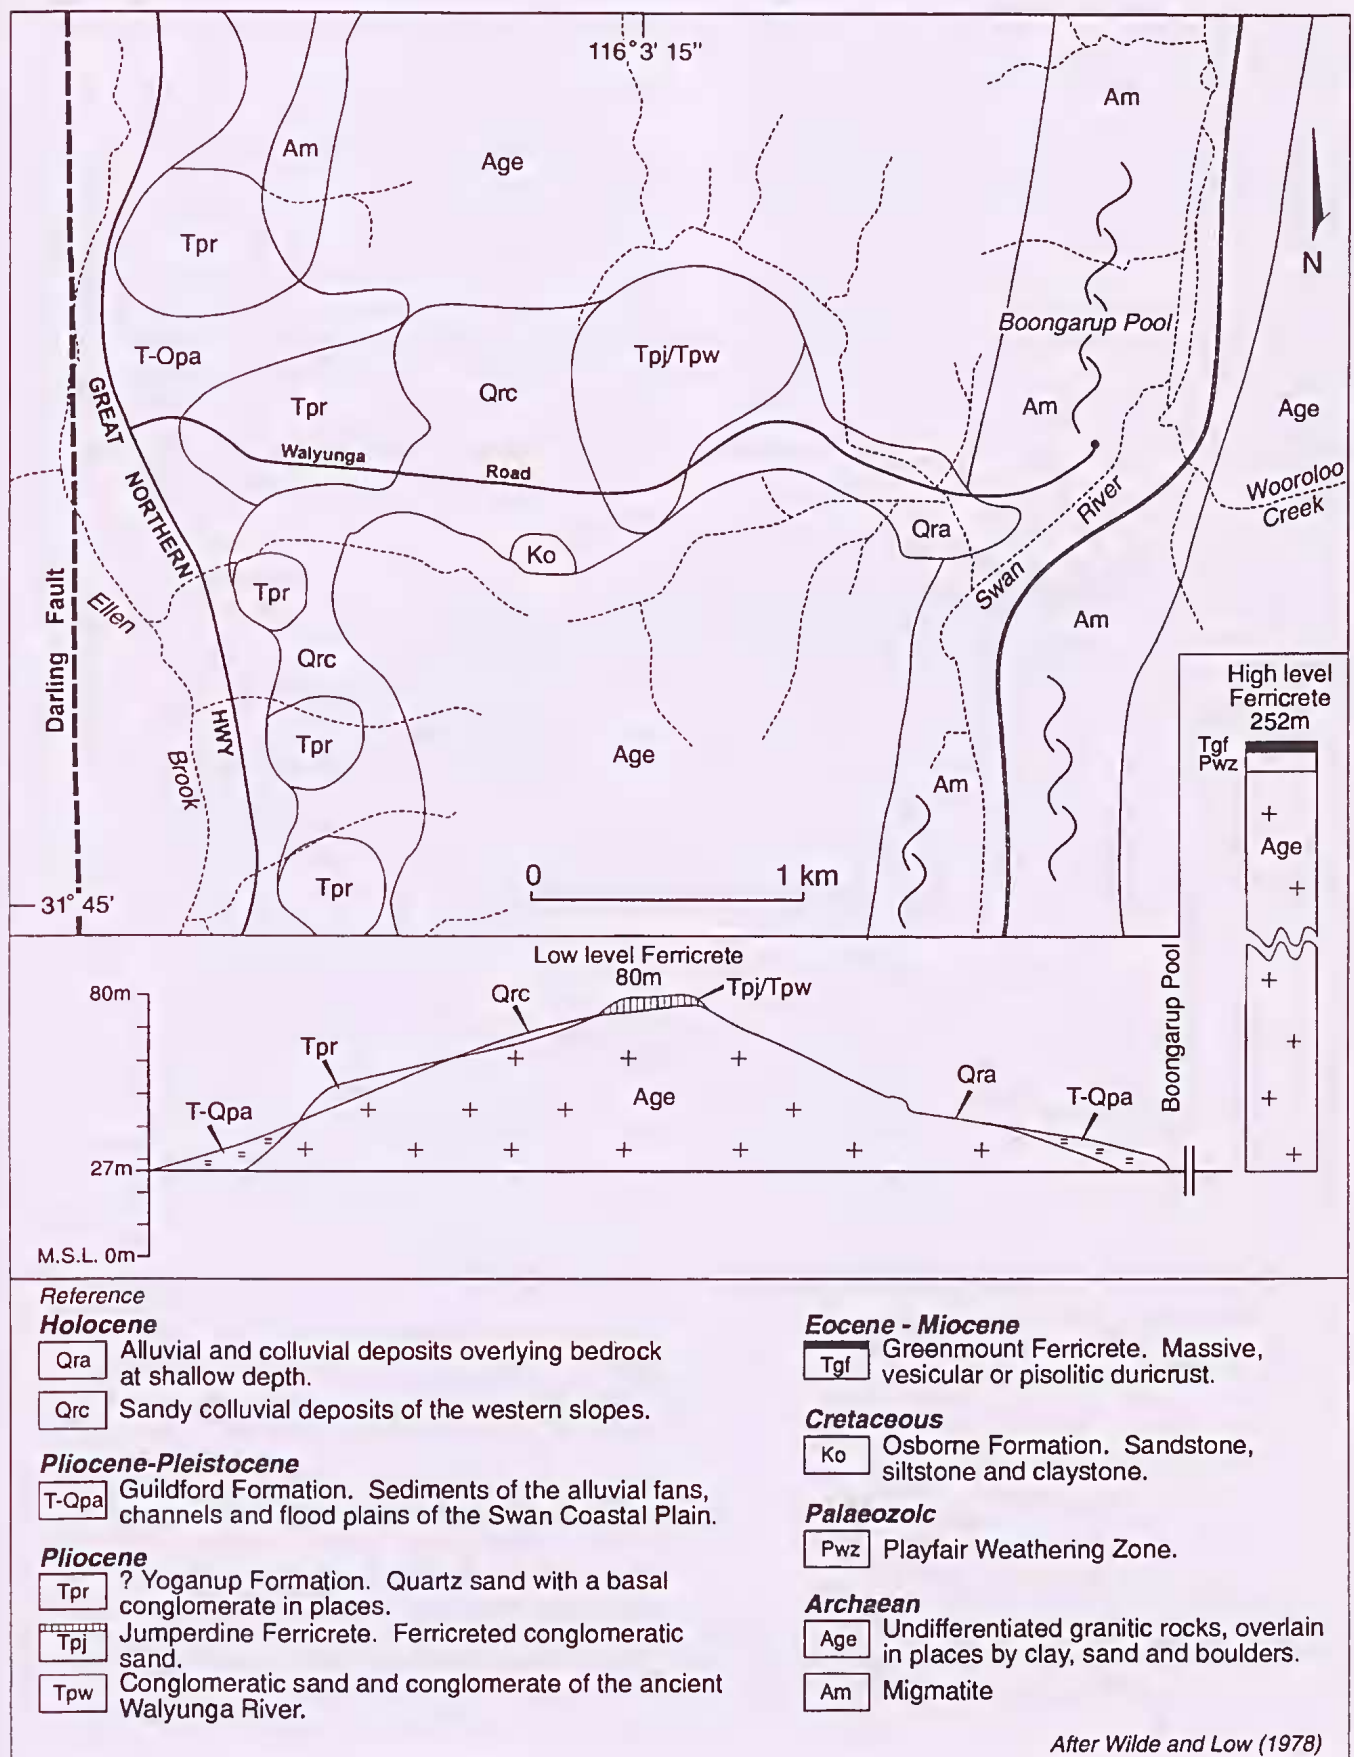 116° 3' 15"
Am
Am
Age
Tpr
N
Boongarup Pool
T-Opa
Tpj/Tpw
Qrc
Tpr
Am
Age
GREAT NORTHERN HWY
Walyunga Road
Wooroloo
Creek
Swan River
Qra
Ko
Tpr
Ellen Brook
Am
Darling Fault
Qrc
Tpr
Age
Am
Tpr
0 1 km
31° 45'
High level
Ferricrete
252m
Tgf
Pwz
Age
Low level Ferricrete
80m
80m
Qrc
Tpj/Tpw
Tpr
Age
Qra
T-Qpa
T-Qpa
Boongarup Pool
27m
M.S.L. 0m
Reference
Holocene
Qra Alluvial and colluvial deposits overlying bedrock
at shallow depth.
Qrc Sandy colluvial deposits of the western slopes.
Pliocene-Pleistocene
T-Qpa Guildford Formation. Sediments of the alluvial fans,
channels and flood plains of the Swan Coastal Plain.
Pliocene
Tpr ? Yoganup Formation. Quartz sand with a basal
conglomerate in places.
Tpj Jumperdine Ferricrete. Ferricreted conglomeratic
sand.
Tpw Conglomeratic sand and conglomerate of the ancient
Walyunga River.
Eocene - Miocene
Tgf Greenmount Ferricrete. Massive,
vesicular or pisolitic duricrust.
Cretaceous
Ko Osborne Formation. Sandstone,
siltstone and claystone.
Palaeozoic
Pwz Playfair Weathering Zone.
Archaean
Age Undifferentiated granitic rocks, overlain
in places by clay, sand and boulders.
Am Migmatite
After Wilde and Low (1978)